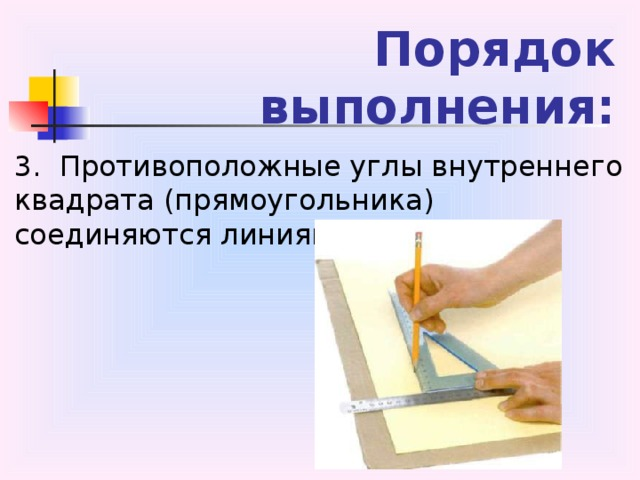 Порядок
выполнения:
3. Противоположные углы внутреннего
квадрата (прямоугольника)
соединяются